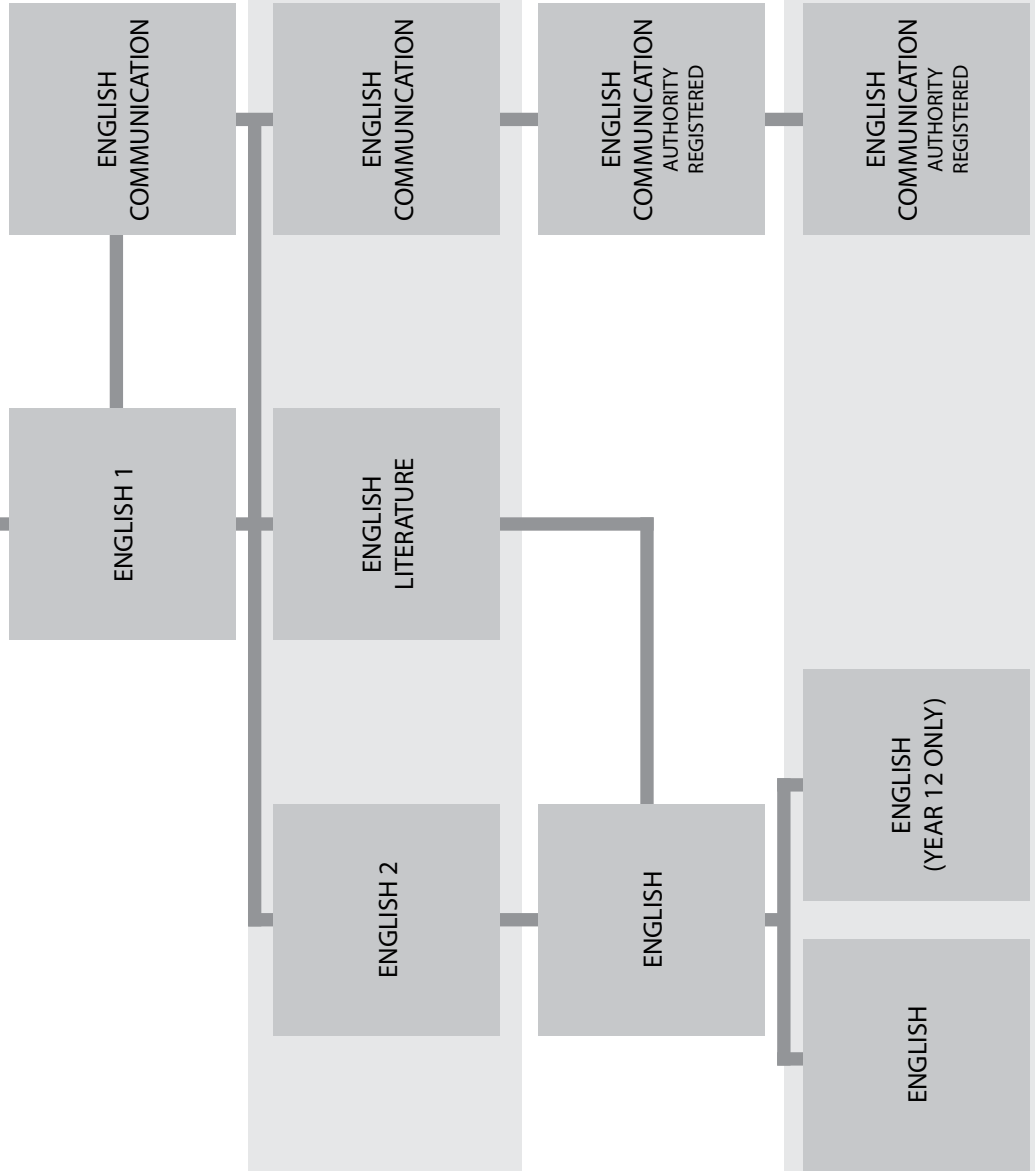 ENGLISH
COMMUNICATION
ENGLISH 1
ENGLISH
COMMUNICATION
ENGLISH
LITERATURE
ENGLISH 2
ENGLISH
COMMUNICATION
AUTHORITY
REGISTERED
ENGLISH
ENGLISH
COMMUNICATION
AUTHORITY
REGISTERED
ENGLISH
(YEAR 12 ONLY)
ENGLISH